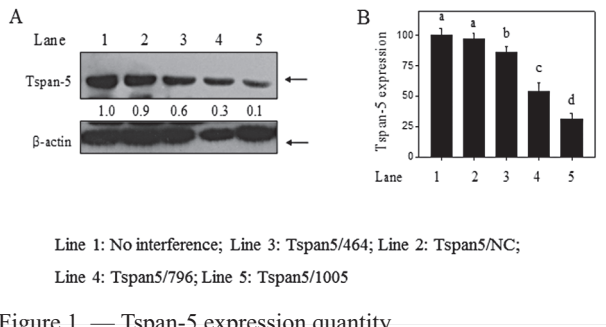 A
Lane 1 2 3 4 5
Tspan-5
1.0 0.9 0.6 0.3 0.1
β-actin
B
Tspan-5 expression
100
75
50
25
0
a a b c d
Lane 1 2 3 4 5
Line 1: No interference; Line 3: Tspan5/464; Line 2: Tspan5/NC;
Line 4: Tspan5/796; Line 5: Tspan5/1005
Figure 1. — Tspan-5 expression quantity